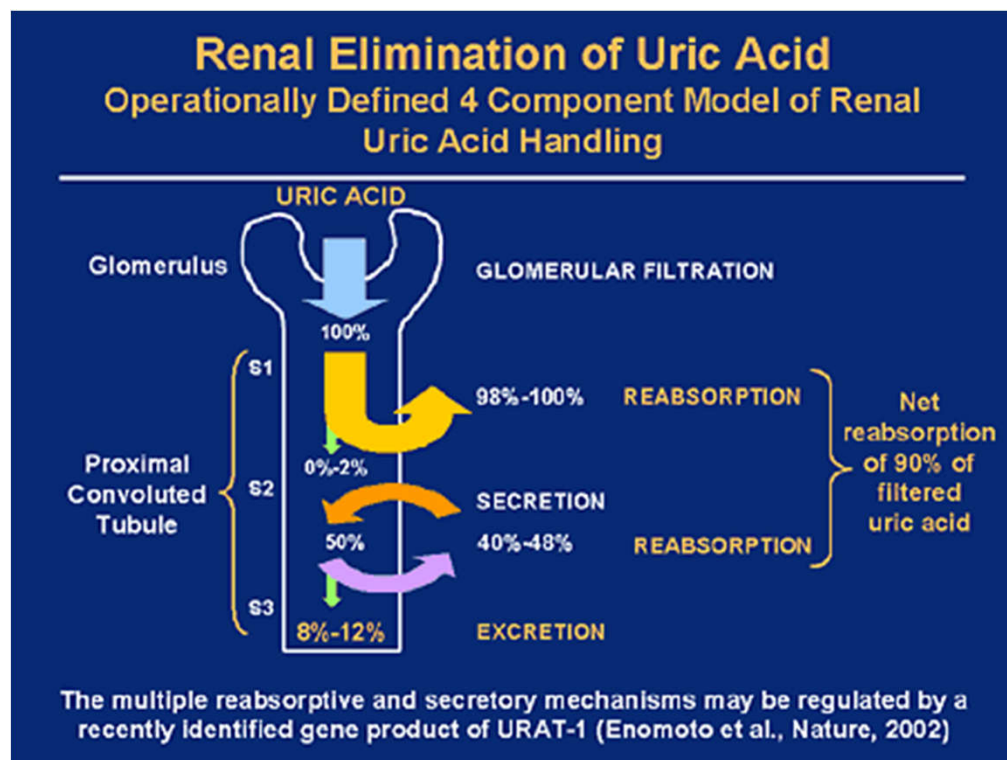 Renal Elimination of Uric Acid
Operationally Defined 4 Component Model of Renal
Uric Acid Handling
URIC ACID
Glomerulus
GLOMERULAR FILTRATION
100%
S1
98%-100% REABSORPTION
Net
reabsorption
of 90% of
filtered
uric acid
Proximal
Convoluted
Tubule
0%-2%
S2
SECRETION
50%
40%-48% REABSORPTION
S3
8%-12%
EXCRETION
The multiple reabsorptive and secretory mechanisms may be regulated by a
recently identified gene product of URAT-1 (Enomoto et al., Nature, 2002)